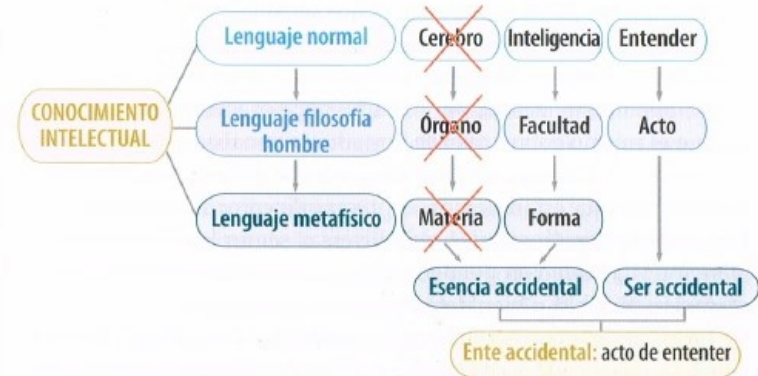 Lenguaje normal
Cerebro
Inteligencia
Entender
CONOCIMIENTO
INTELECTUAL
Lenguaje filosofía
hombre
Órgano
Facultad
Acto
Lenguaje metafísico
Materia
Forma
Esencia accidental
Ser accidental
Ente accidental: acto de ententer